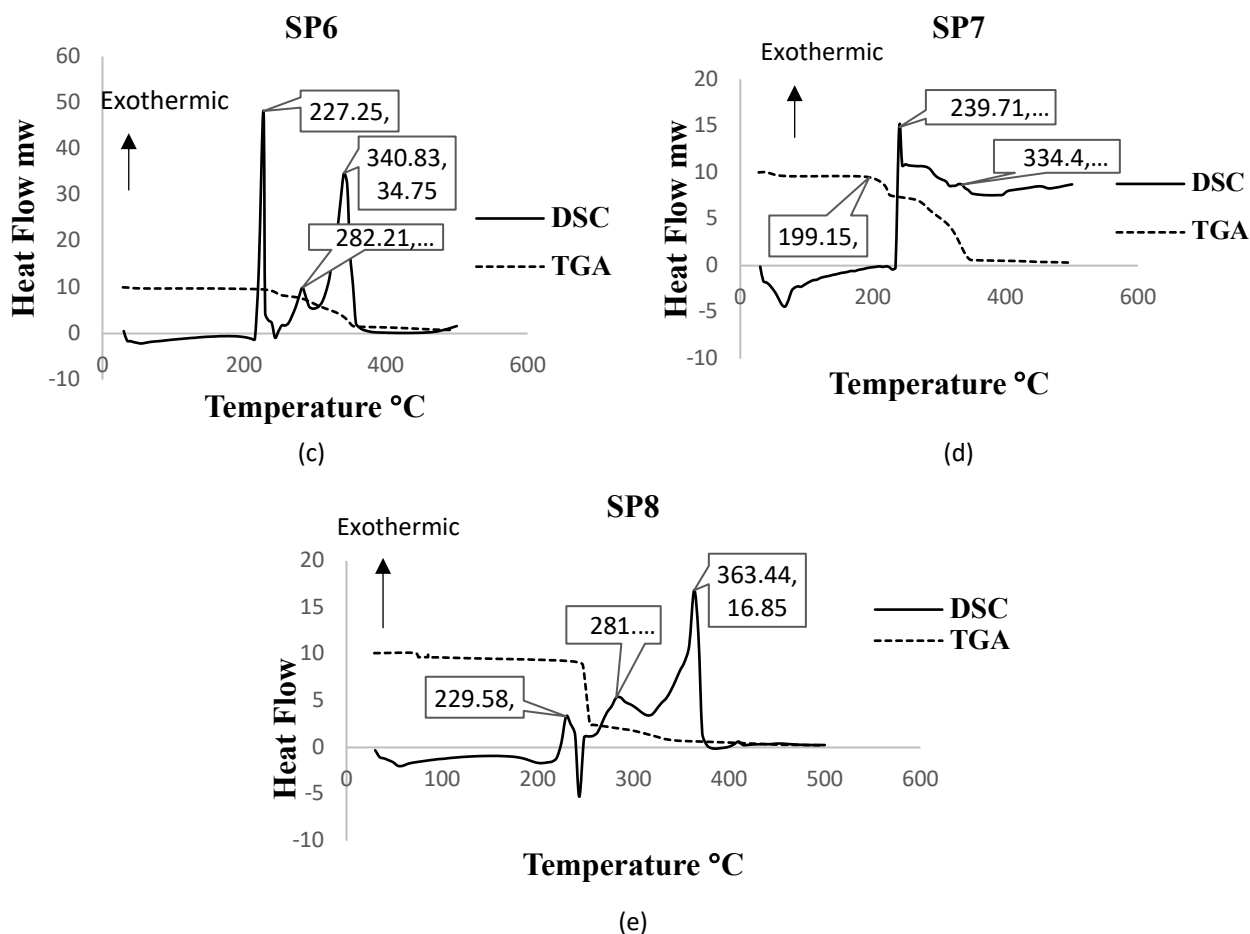 SP6
60
50
40
30
20
10
0
-10
Heat Flow mw
Exothermic
227.25,
340.83,
34.75
282.21,...
0
200
400
600
Temperature °C
DSC
TGA
(c)
SP7
20
15
10
5
0
-5
-10
Heat Flow mw
Exothermic
239.71,...
334.4,...
199.15,
0
200
400
600
Temperature °C
DSC
TGA
(d)
SP8
20
15
10
5
0
-5
-10
Heat Flow
Exothermic
363.44,
16.85
281....
229.58,
0
100
200
300
400
500
600
Temperature °C
DSC
TGA
(e)